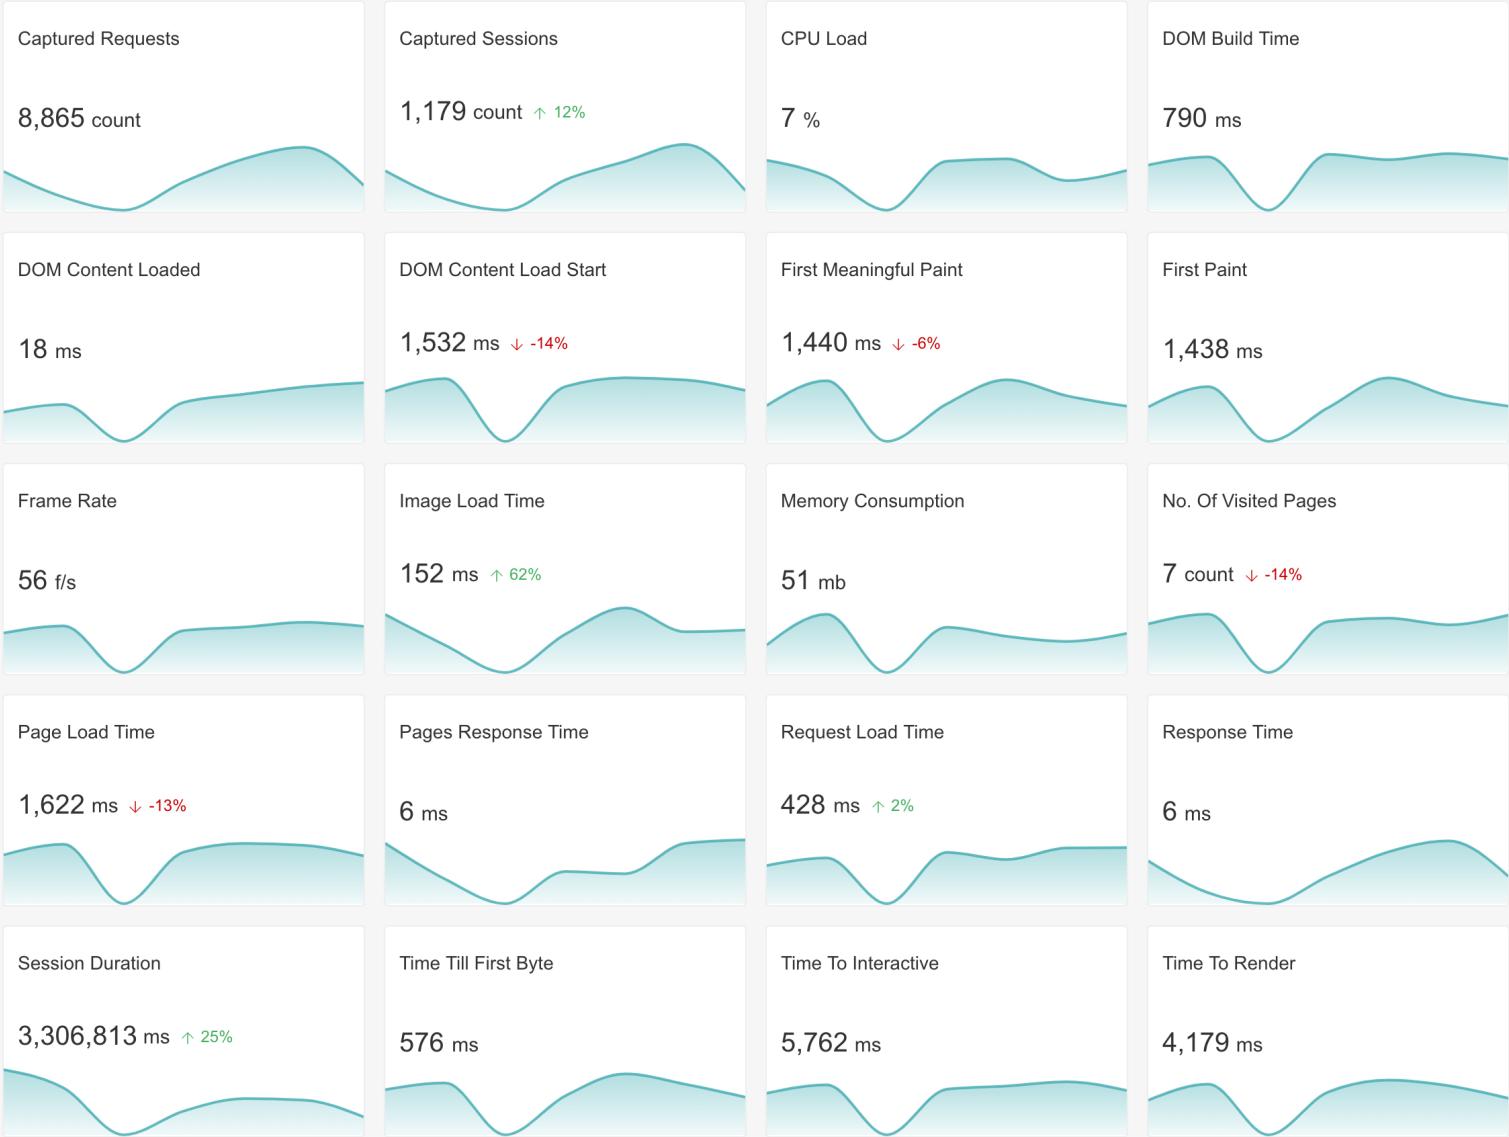 Captured Requests
8,865 count
Captured Sessions
1,179 count ↑ 12%
CPU Load
7 %
DOM Build Time
790 ms
DOM Content Loaded
18 ms
DOM Content Load Start
1,532 ms ↓ -14%
First Meaningful Paint
1,440 ms ↓ -6%
First Paint
1,438 ms
Frame Rate
56 f/s
Image Load Time
152 ms ↑ 62%
Memory Consumption
51 mb
No. Of Visited Pages
7 count ↓ -14%
Page Load Time
1,622 ms ↓ -13%
Pages Response Time
6 ms
Request Load Time
428 ms ↑ 2%
Response Time
6 ms
Session Duration
3,306,813 ms ↑ 25%
Time Till First Byte
576 ms
Time To Interactive
5,762 ms
Time To Render
4,179 ms